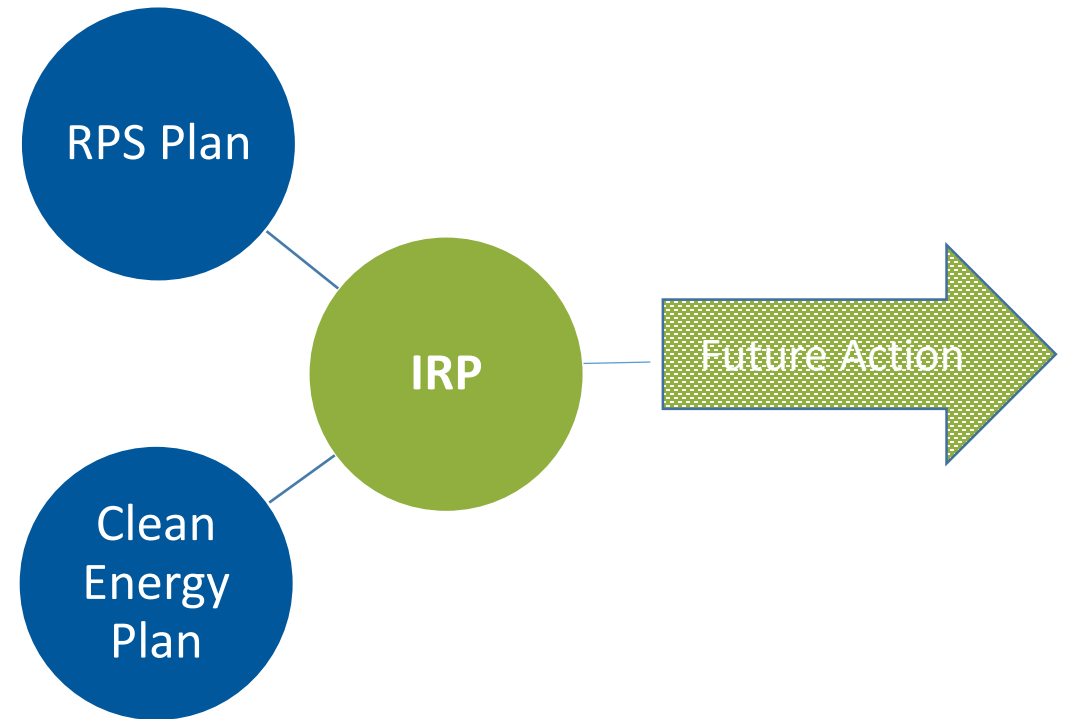 RPS Plan
IRP
Future Action
Clean
Energy
Plan